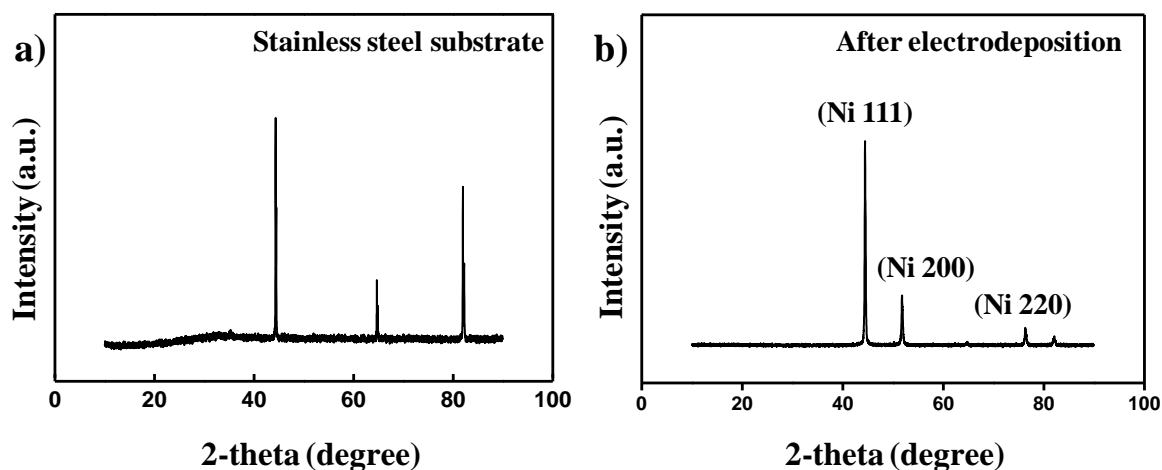 a)
Stainless steel substrate
Intensity (a.u.)
0
20
40
60
80
100
2-theta (degree)
b)
After electrodeposition
(Ni 111)
(Ni 200)
(Ni 220)
Intensity (a.u.)
0
20
40
60
80
100
2-theta (degree)